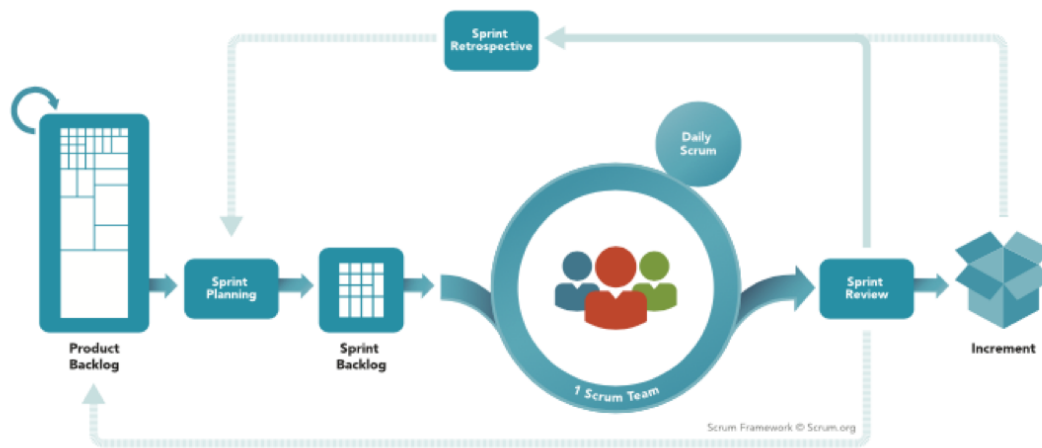 Sprint
Retrospective
Daily
Scrum
Sprint
Planning
Sprint
Review
Product
Backlog
Sprint
Backlog
Increment
1 Scrum Team
Scrum Framework © Scrum.org